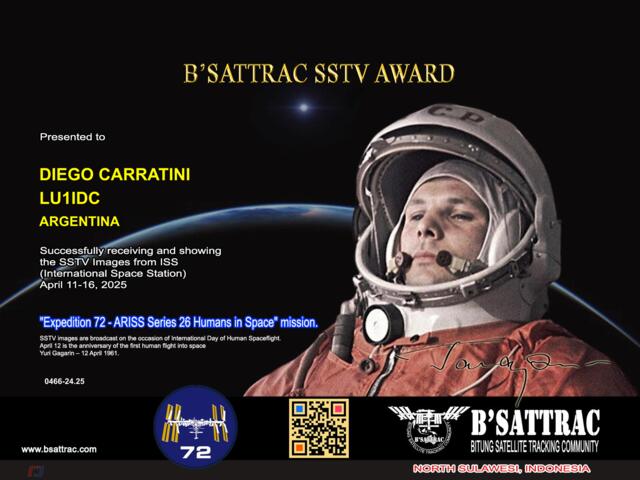 B'SATTRAC SSTV AWARD
Presented to
DIEGO CARRATINI
LU1IDC
ARGENTINA
Successfully receiving and showing
the SSTV Images from ISS
(International Space Station)
April 11-16, 2025
"Expedition 72 - ARISS Series 26 Humans in Space" mission.
SSTV images are broadcast on the occasion of International Day of Human Spaceflight.
April 12 is the anniversary of the first human flight into space
Yuri Gagarin – 12 April 1961.
0466-24.25
www.bsattrac.com
72
B'SATTRAC
B'SATTRAC
BITUNG SATELLITE TRACKING COMMUNITY
NORTH SULAWESI, INDONESIA